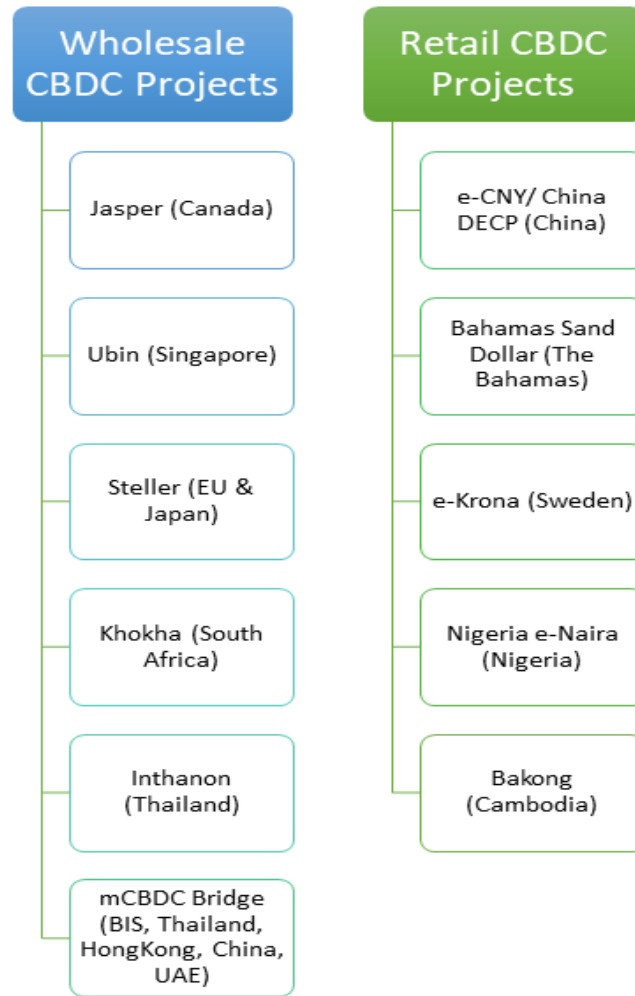 Wholesale
CBDC Projects
Jasper (Canada)
Ubin (Singapore)
Steller (EU &
Japan)
Khokha (South
Africa)
Inthanon
(Thailand)
mCBDC Bridge
(BIS, Thailand,
HongKong, China,
UAE)
Retail CBDC
Projects
e-CNY/ China
DECP (China)
Bahamas Sand
Dollar (The
Bahamas)
e-Krona (Sweden)
Nigeria e-Naira
(Nigeria)
Bakong
(Cambodia)